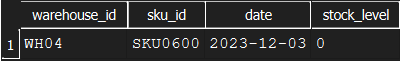 warehouse_id sku_id date stock_level
1 WH04 SKU0600 2023-12-03 0